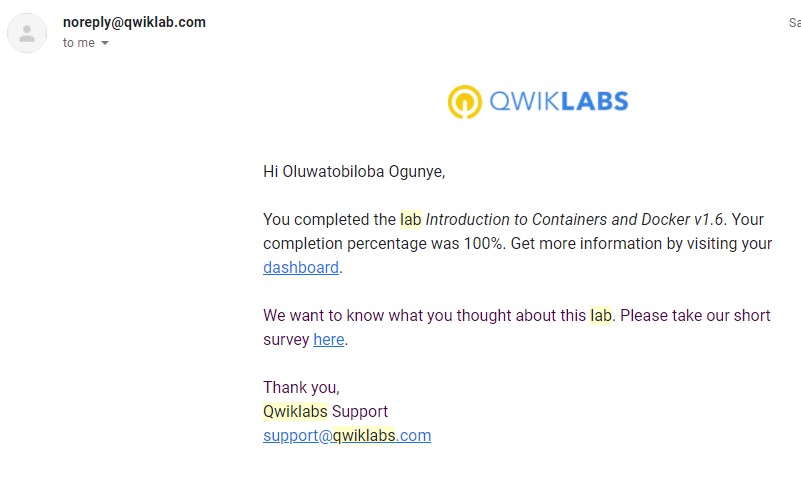 noreply@qwiklab.com
Sa
to me
QWIKLABS
Hi Oluwatobiloba Ogunye,
You completed the lab Introduction to Containers and Docker v1.6. Your
completion percentage was 100%. Get more information by visiting your
dashboard.
We want to know what you thought about this lab. Please take our short
survey here.
Thank you,
Qwiklabs Support
support@qwiklabs.com